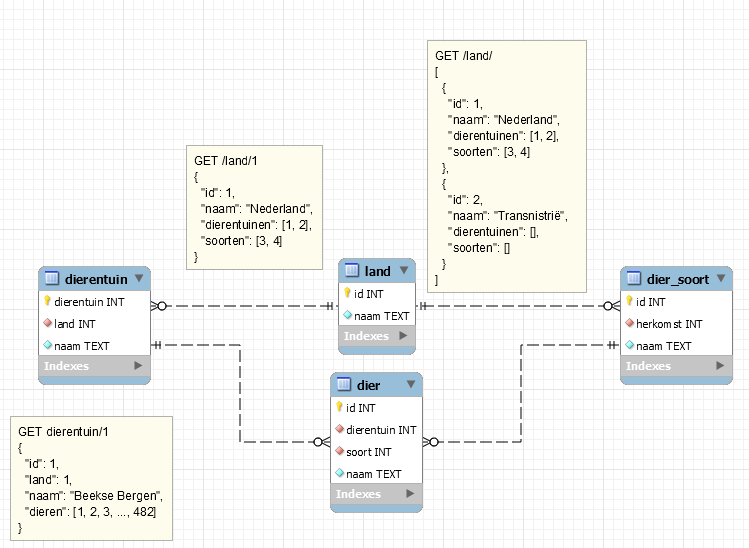 GET /land/
[
{
"id": 1,
"naam": "Nederland",
"dierentuinen": [1, 2],
"soorten": [3, 4]
},
{
"id": 2,
"naam": "Transnistrië",
"dierentuinen": [],
"soorten": []
}
]
GET /land/1
{
"id": 1,
"naam": "Nederland",
"dierentuinen": [1, 2],
"soorten": [3, 4]
}
dierentuin
dierentuin INT
land INT
naam TEXT
Indexes
land
id INT
naam TEXT
Indexes
dier_soort
id INT
herkomst INT
naam TEXT
Indexes
dier
id INT
dierentuin INT
soort INT
naam TEXT
Indexes
GET dierentuin/1
{
"id": 1,
"land": 1,
"naam": "Beekse Bergen",
"dieren": [1, 2, 3, ..., 482]
}